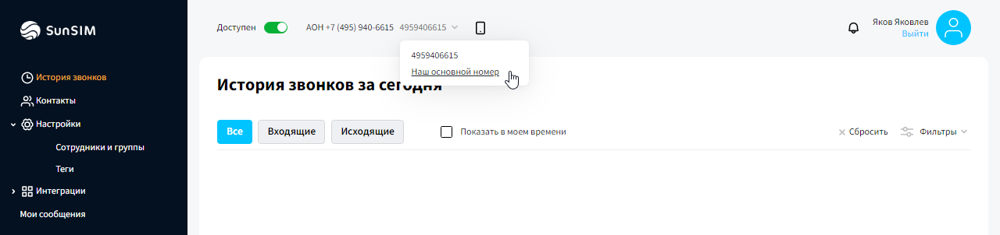 SunSIM
История звонков
Контакты
Настройки
Сотрудники и группы
Теги
Интеграции
Мои сообщения
Доступен АОН +7 (495) 940-6615 4959406615
4959406615
Наш основной номер
Яков Яковлев
Выйти
История звонков за сегодня
Все Входящие Исходящие Показать в моем времени Сбросить Фильтры